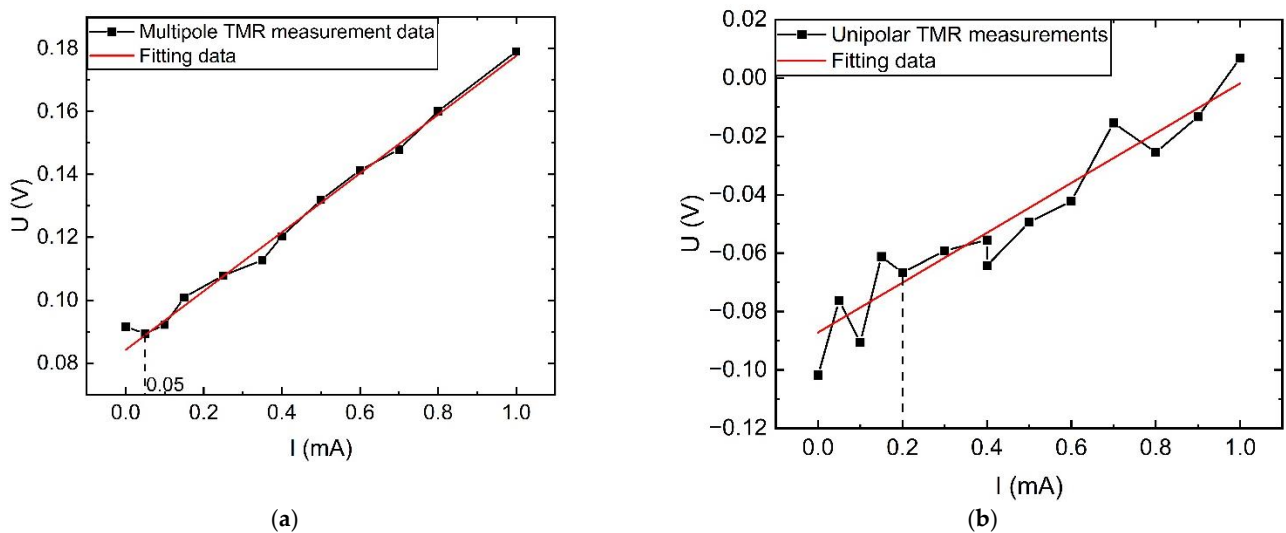 Multipole TMR measurement data
Fitting data
0.18
0.16
0.14
0.12
0.10
0.08
U (V)
0.05
0.0 0.2 0.4 0.6 0.8 1.0
I (mA)
(a)
Unipolar TMR measurements
Fitting data
0.02
0.00
−0.02
−0.04
−0.06
−0.08
−0.10
−0.12
U (V)
0.0 0.2 0.4 0.6 0.8 1.0
I (mA)
(b)